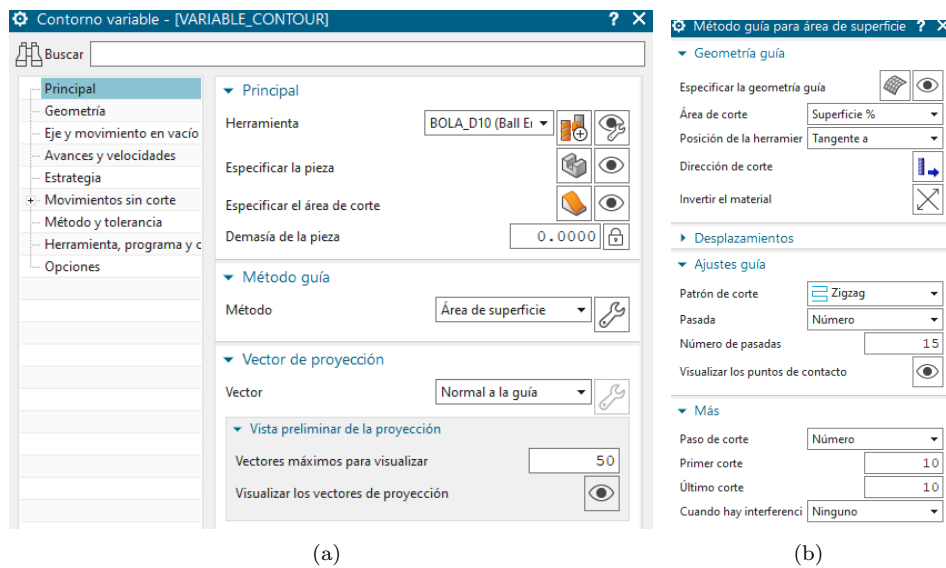 Contorno variable - [VARIABLE_CONTOUR] ? X
Buscar
Principal
Geometría
Eje y movimiento en vacío
Avances y velocidades
Estrategia
Movimientos sin corte
Método y tolerancia
Herramienta, programa y c
Opciones
Principal
Herramienta BOLA_D10 (Ball E
Especificar la pieza
Especificar el área de corte
Demasía de la pieza 0.0000
Método guía
Método Área de superficie
Vector de proyección
Vector Normal a la guía
Vista preliminar de la proyección
Vectores máximos para visualizar 50
Visualizar los vectores de proyección
(a)
Método guía para área de superficie ? X
Geometría guía
Especificar la geometría guía
Área de corte Superficie %
Posición de la herramier Tangente a
Dirección de corte
Invertir el material
Desplazamientos
Ajustes guía
Patrón de corte Zigzag
Pasada Número
Número de pasadas 15
Visualizar los puntos de contacto
Más
Paso de corte Número
Primer corte 10
Último corte 10
Cuando hay interferenci Ninguno
(b)